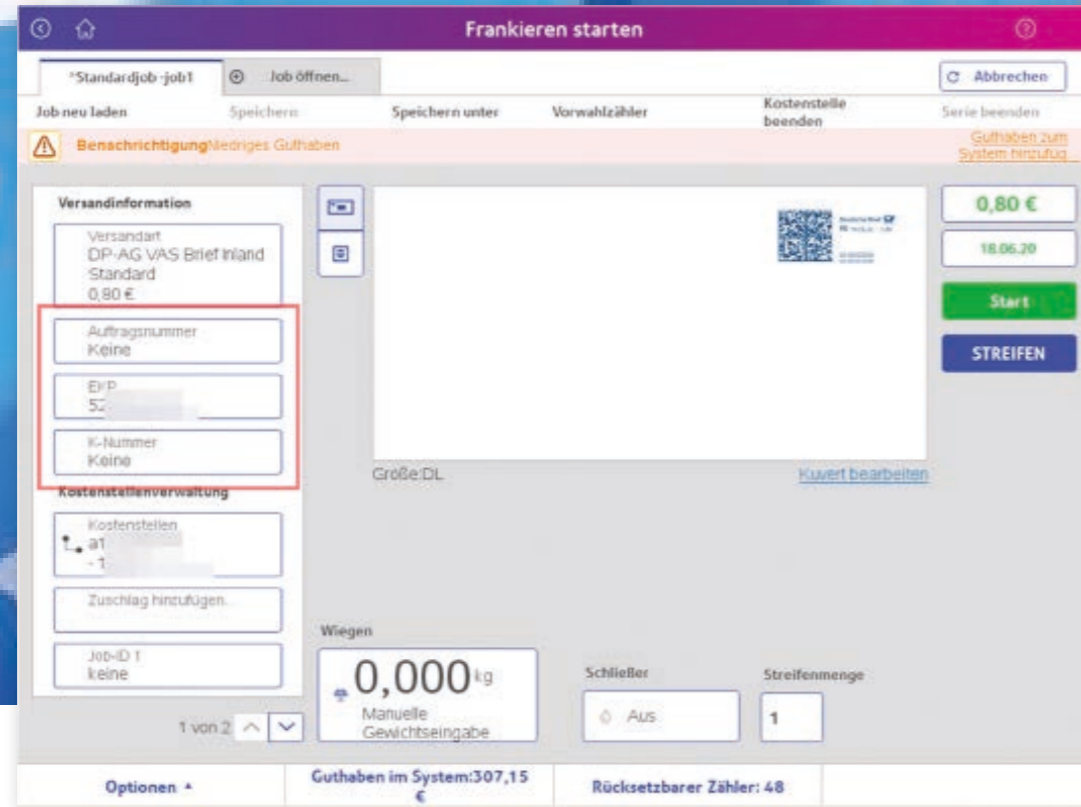 Frankieren starten
*Standardjob -job1
Job öffnen...
Abbrechen
Job neu laden
Speichern
Speichern unter
Vorwahlzähler
Kostenstelle
beenden
Serie beenden
BenachrichtigungNiedriges Guthaben
Guthaben zum
System hinzufüg...
Versandinformation
Versandart
DP-AG VAS Brief Inland
Standard
0,80 €
Auftragsnummer
Keine
EKP
52
K-Nummer
Keine
Kostenstellenverwaltung
Kostenstellen
a1
- 1
Zuschlag hinzufügen...
Job-ID 1
keine
1 von 2
Deutsche Post
Größe:DL
Kuvert bearbeiten
0,80 €
18.06.20
Start
STREIFEN
Wiegen
0,000 kg
Manuelle
Gewichtseingabe
Schließer
Aus
Streifenmenge
1
Optionen
Guthaben im System:307,15
€
Rücksetzbarer Zähler: 48